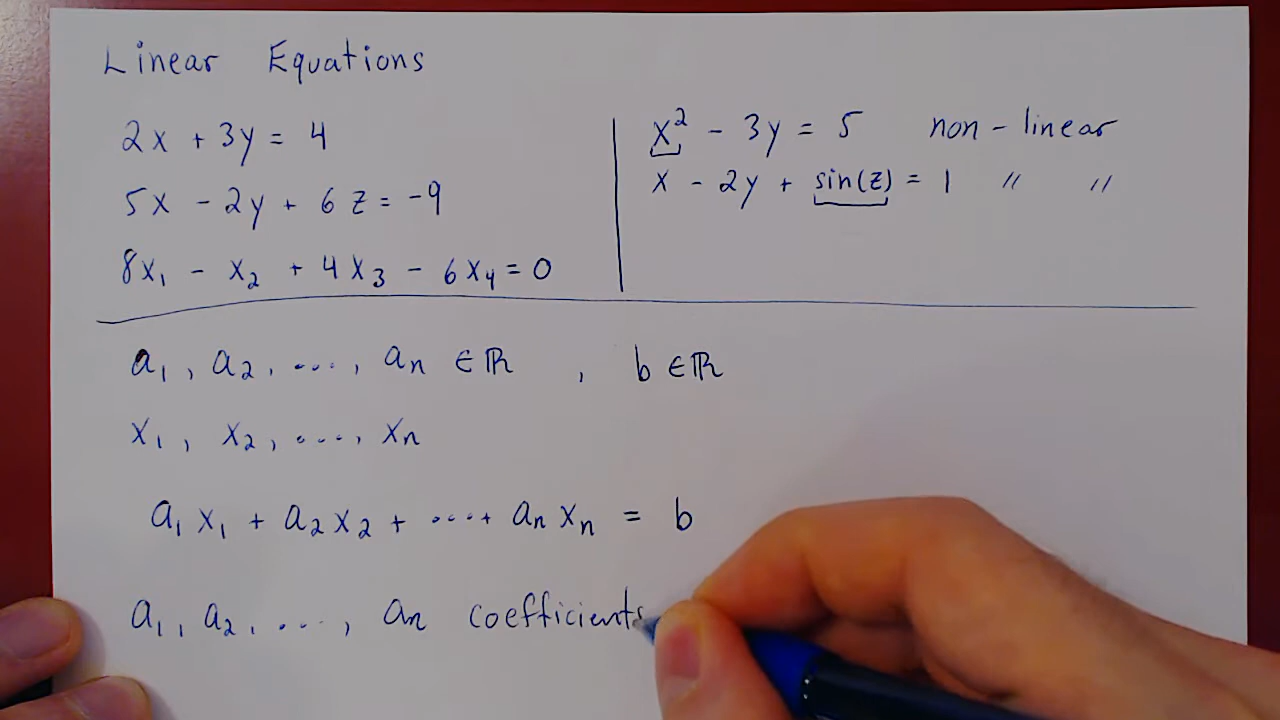 Linear Equations
2x + 3y = 4
5x - 2y + 6z = -9
8x₁ - x₂ + 4x₃ - 6x₄ = 0
x² - 3y = 5 non-linear
x - 2y + sin(z) = 1 〃 〃
a₁, a₂, ...., aₙ ∈ ℝ , b ∈ ℝ
x₁, x₂, ...., xₙ
a₁x₁ + a₂x₂ + ....+ aₙxₙ = b
a₁, a₂, ...., aₙ coefficients